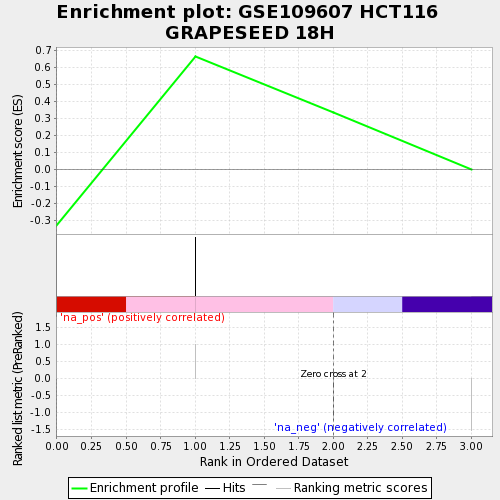 Enrichment plot: GSE109607 HCT116
GRAPESEED 18H
Enrichment score (ES)
0.7
0.6
0.5
0.4
0.3
0.2
0.1
0.0
-0.1
-0.2
-0.3
Ranked list metric (PreRanked)
'na_pos' (positively correlated)
1.5
1.0
0.5
0.0
-0.5
-1.0
-1.5
Zero cross at 2
'na_neg' (negatively correlated)
0.00 0.25 0.50 0.75 1.00 1.25 1.50 1.75 2.00 2.25 2.50 2.75 3.00
Rank in Ordered Dataset
Enrichment profile Hits Ranking metric scores